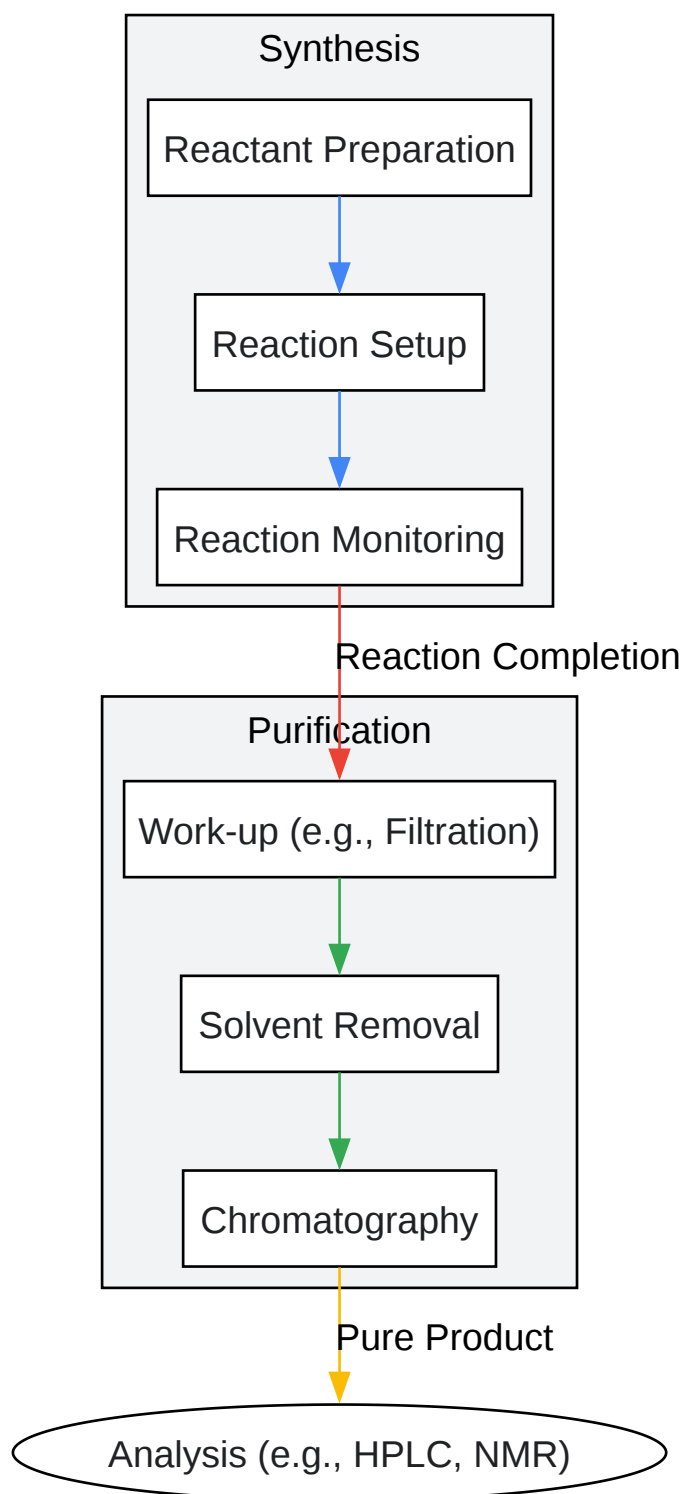 Synthesis
Reactant Preparation
Reaction Setup
Reaction Monitoring
Reaction Completion
Purification
Work-up (e.g., Filtration)
Solvent Removal
Chromatography
Pure Product
Analysis (e.g., HPLC, NMR)